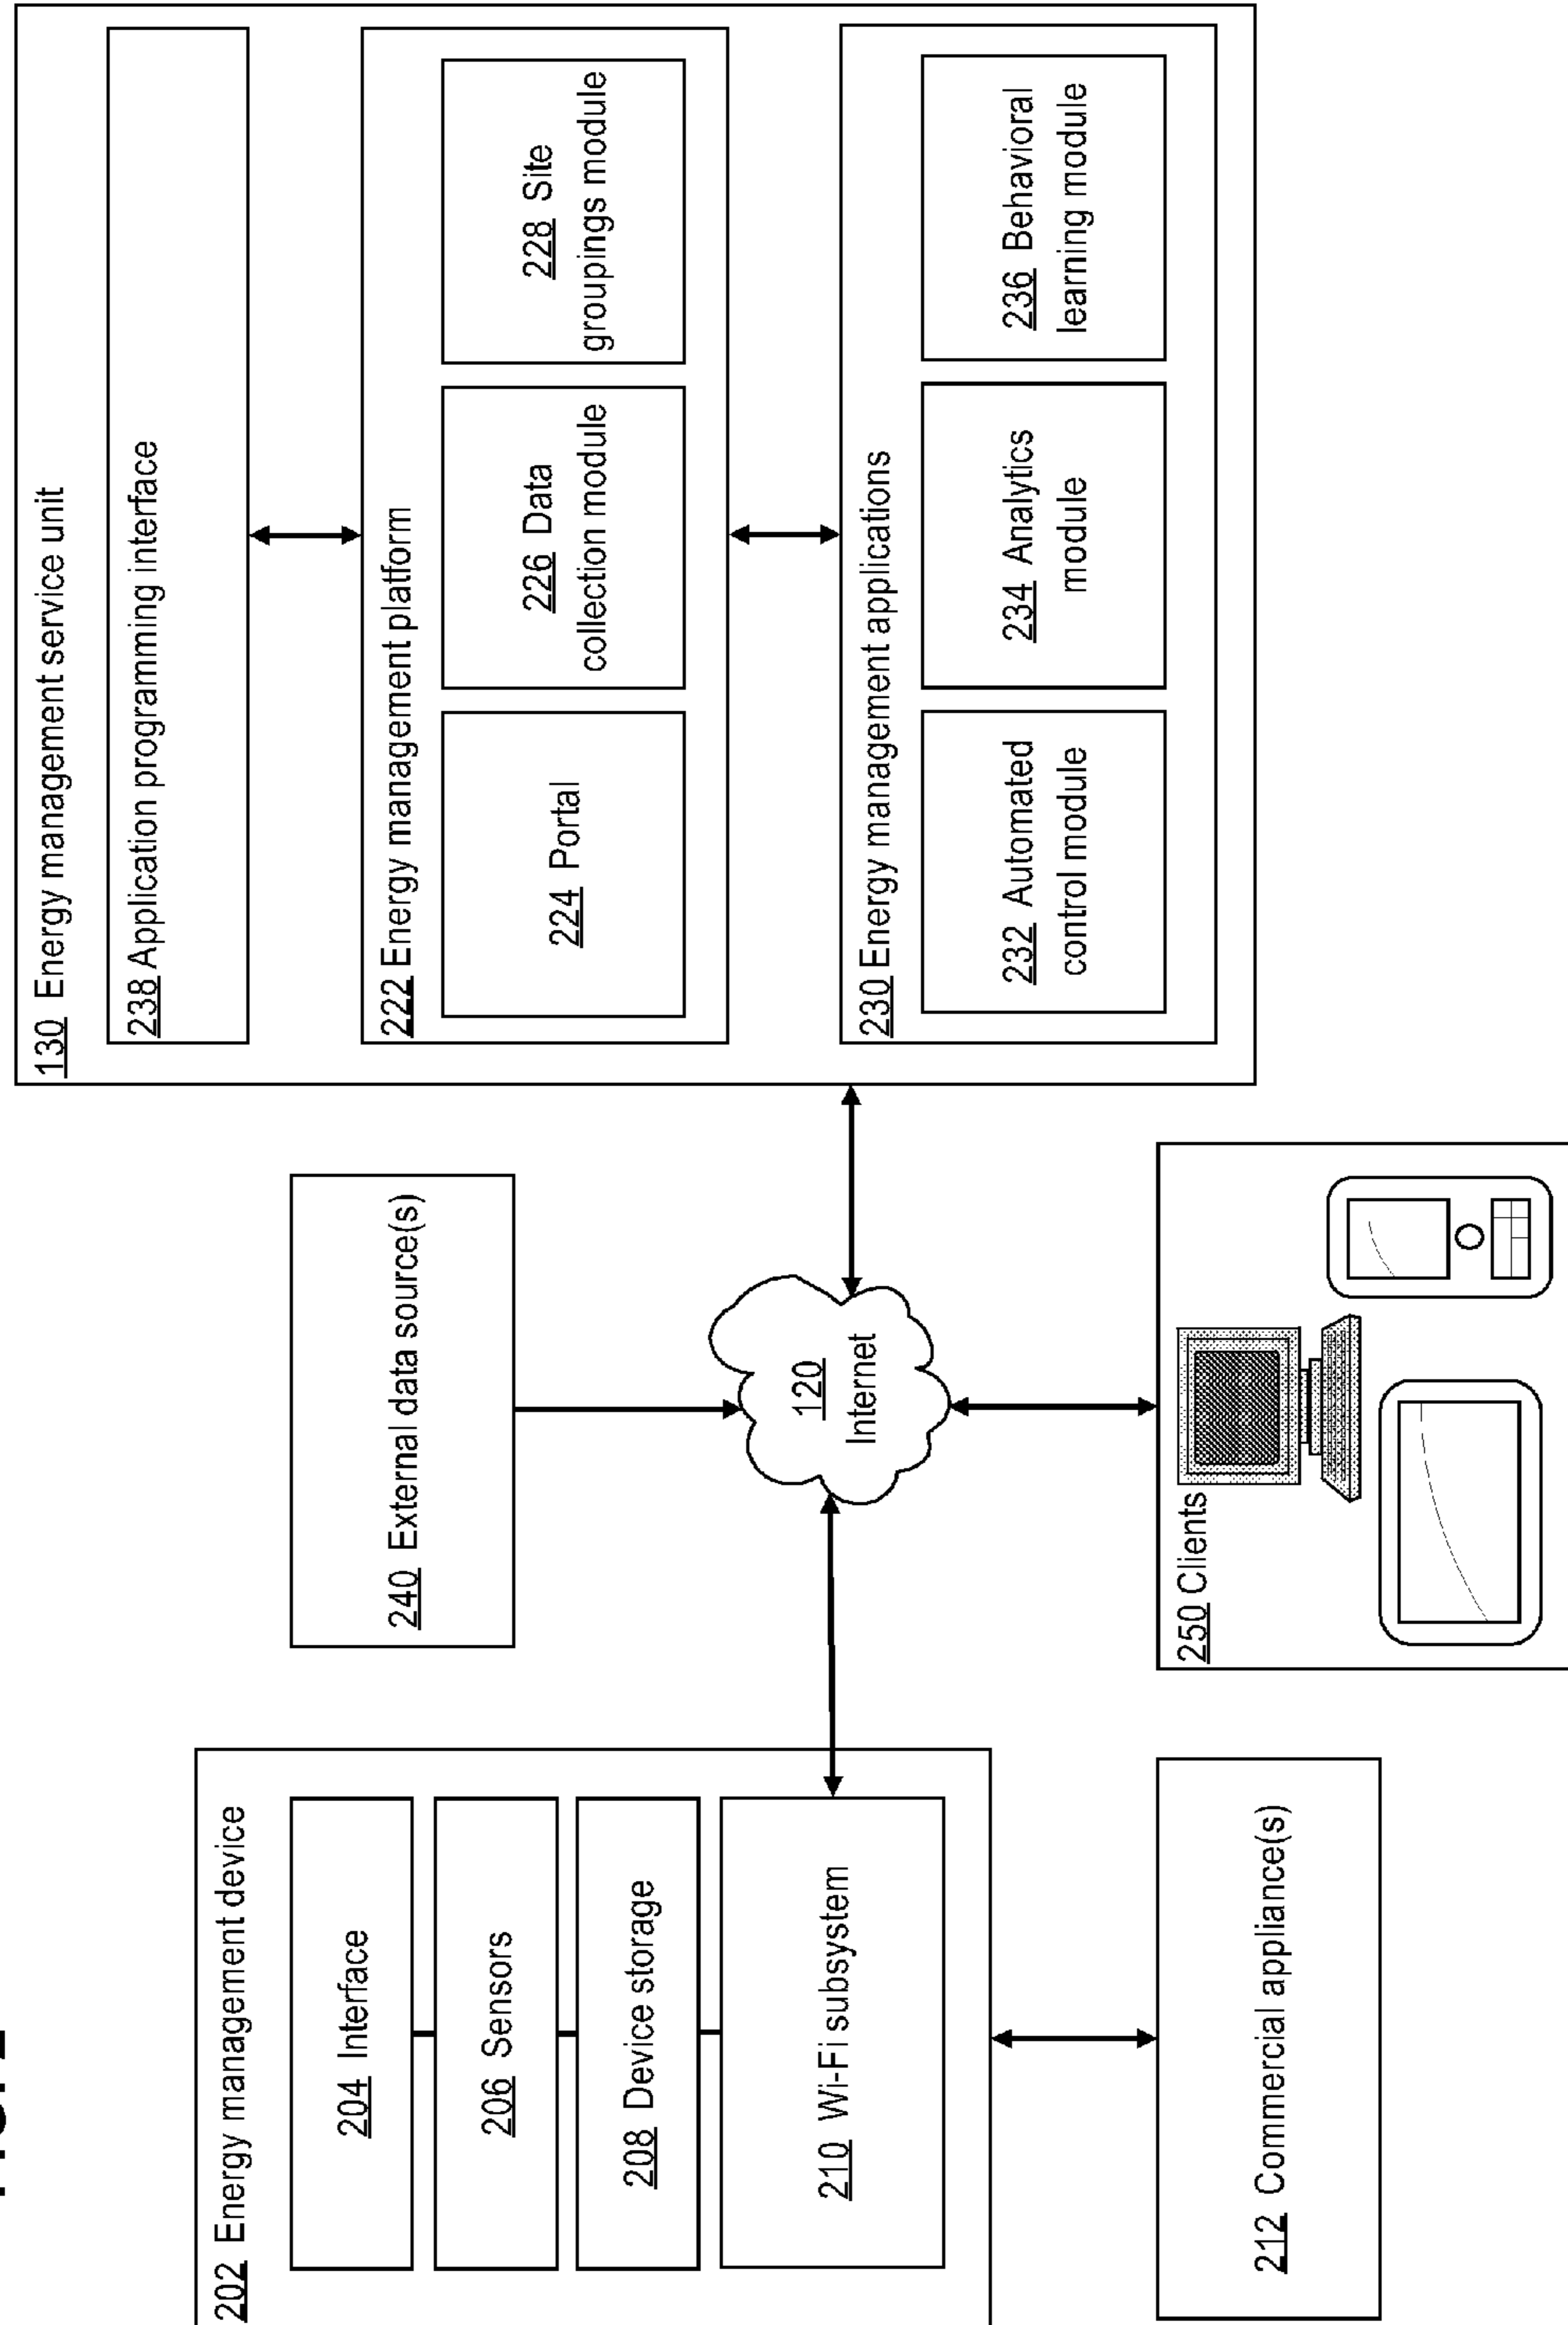 202 Energy management device
204 Interface
206 Sensors
208 Device storage
210 Wi-Fi subsystem
212 Commercial appliance(s)
240 External data source(s)
120
Internet
250 Clients
130 Energy management service unit
238 Application programming interface
222 Energy management platform
224 Portal
226 Data
collection module
228 Site
groupings module
230 Energy management applications
232 Automated
control module
234 Analytics
module
236 Behavioral
learning module